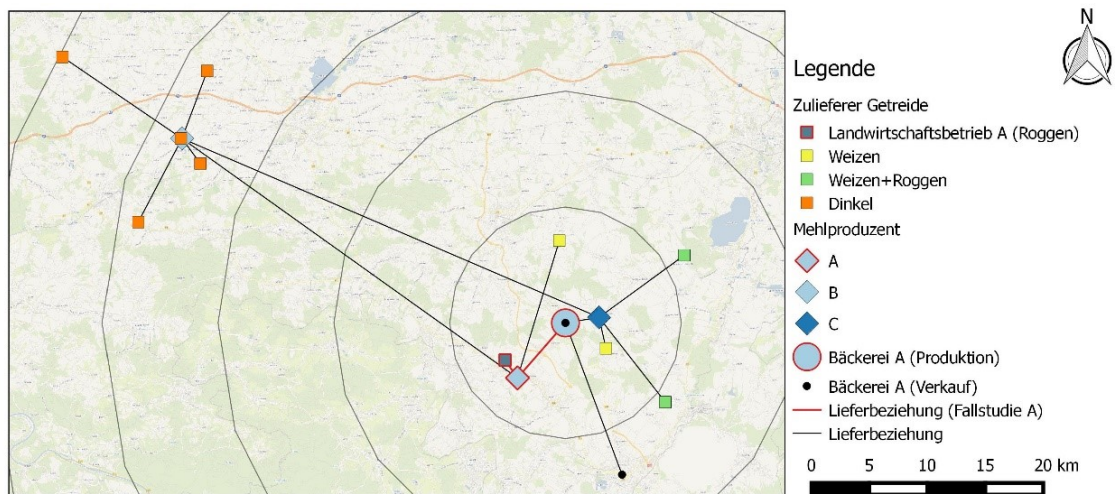 N
Legende
Zulieferer Getreide
Landwirtschaftsbetrieb A (Roggen)
Weizen
Weizen+Roggen
Dinkel
Mehlproduzent
A
B
C
Bäckerei A (Produktion)
Bäckerei A (Verkauf)
Lieferbeziehung (Fallstudie A)
Lieferbeziehung
0 5 10 15 20 km